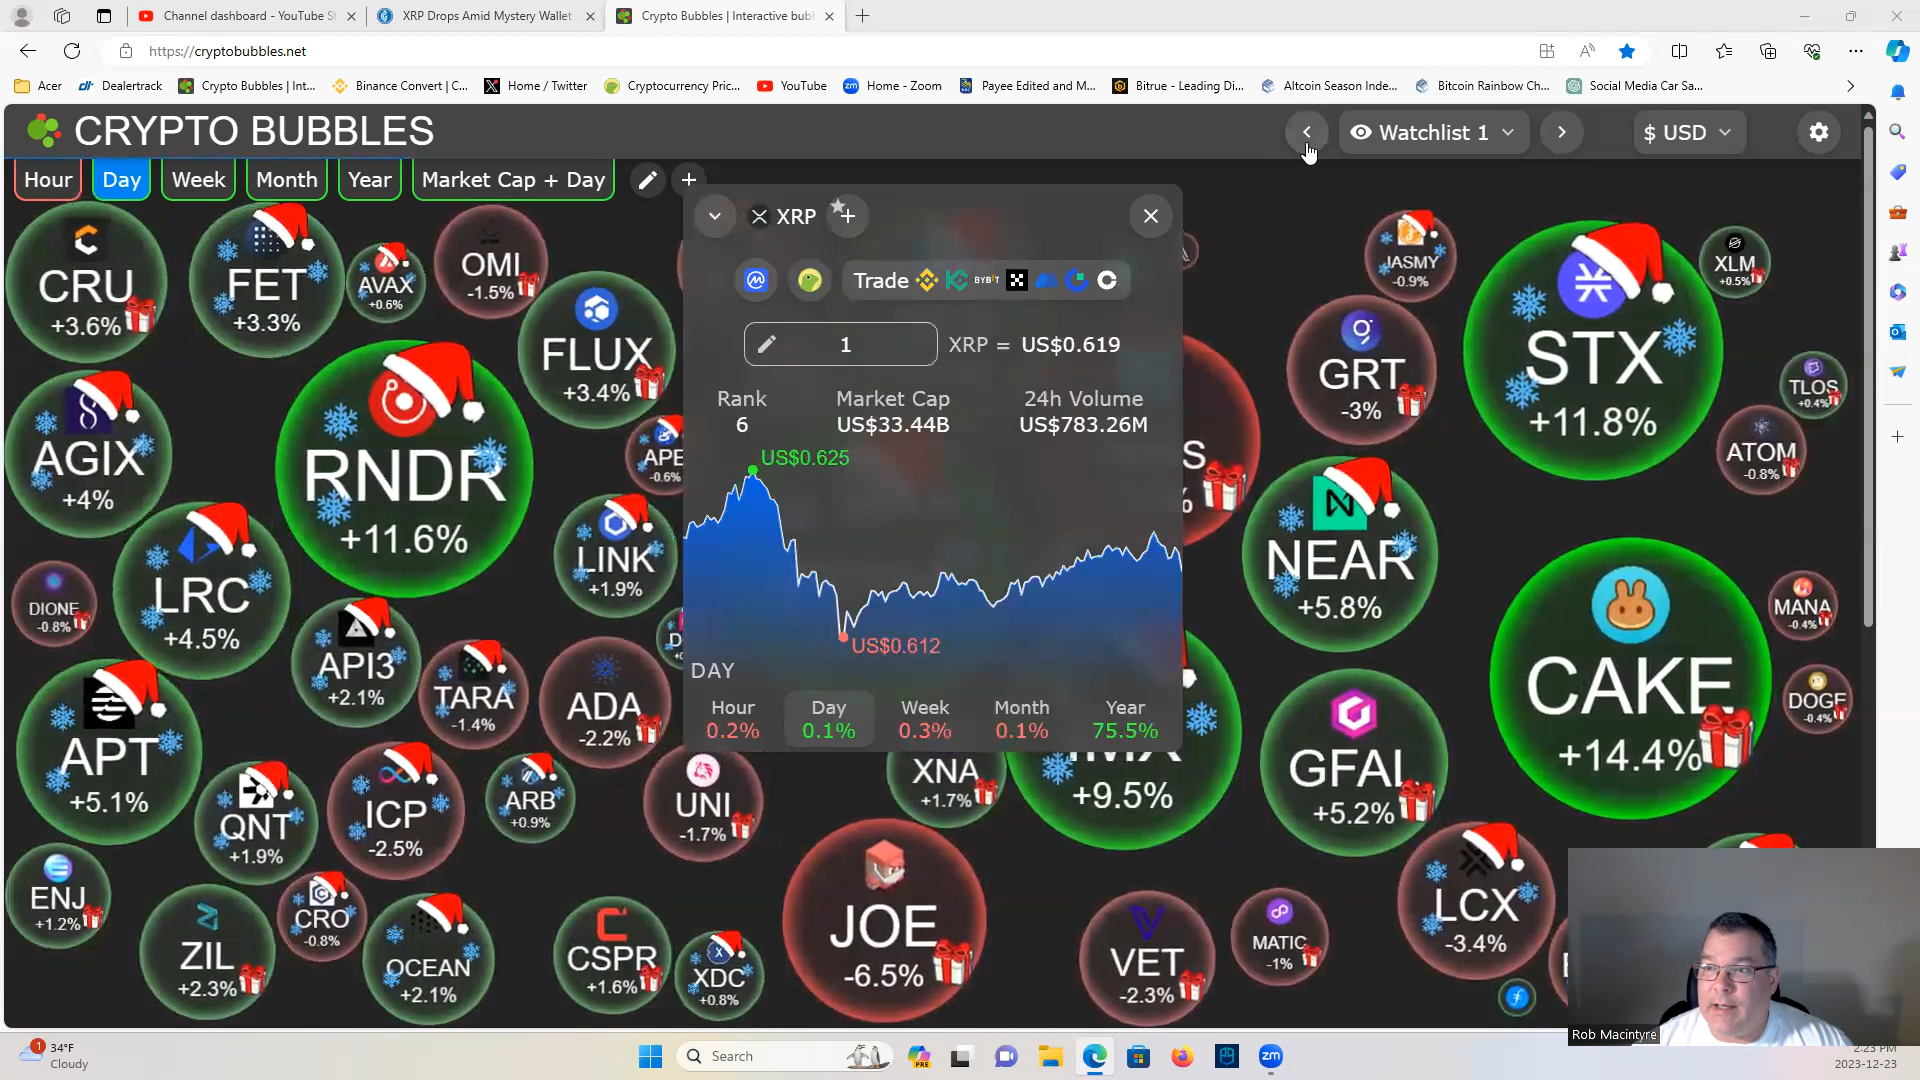 Channel dashboard - YouTube St
XRP Drops Amid Mystery Wallet
Crypto Bubbles | Interactive bub
https://cryptobubbles.net
Acer
Dealertrack
Crypto Bubbles | Int...
Binance Convert | C...
Home / Twitter
Cryptocurrency Pric...
YouTube
Home - Zoom
Payee Edited and M...
Bitrue - Leading Di...
Altcoin Season Inde...
Bitcoin Rainbow Ch...
Social Media Car Sa...
CRYPTO BUBBLES
Watchlist 1
$ USD
Hour
Day
Week
Month
Year
Market Cap + Day
XRP
Trade
BYBIT
1
XRP = US$0.619
Rank
Market Cap
24h Volume
6
US$33.44B
US$783.26M
US$0.625
US$0.612
DAY
Hour
Day
Week
Month
Year
0.2%
0.1%
0.3%
0.1%
75.5%
CRU
+3.6%
FET
+3.3%
AVAX
+0.6%
OMI
-1.5%
FLUX
+3.4%
JASMY
-0.9%
GRT
-3%
STX
+11.8%
XLM
+0.5%
TLOS
+0.4%
ATOM
-0.8%
AGIX
+4%
RNDR
+11.6%
APE
-0.6%
LINK
+1.9%
NEAR
+5.8%
S
%
CAKE
+14.4%
MANA
-0.4%
DOGE
-0.4%
DIONE
-0.8%
LRC
+4.5%
API3
+2.1%
TARA
-1.4%
ADA
-2.2%
D
APT
+5.1%
QNT
+1.9%
ICP
-2.5%
ARB
+0.9%
UNI
-1.7%
XNA
+1.7%
IMX
+9.5%
GFAL
+5.2%
LCX
-3.4%
ENJ
+1.2%
ZIL
+2.3%
CRO
-0.8%
OCEAN
+2.1%
CSPR
+1.6%
XDC
+0.8%
JOE
-6.5%
VET
-2.3%
MATIC
-1%
Rob Macintyre
1
34°F
Cloudy
Search
PRE
zm
2:23 PM
2023-12-23